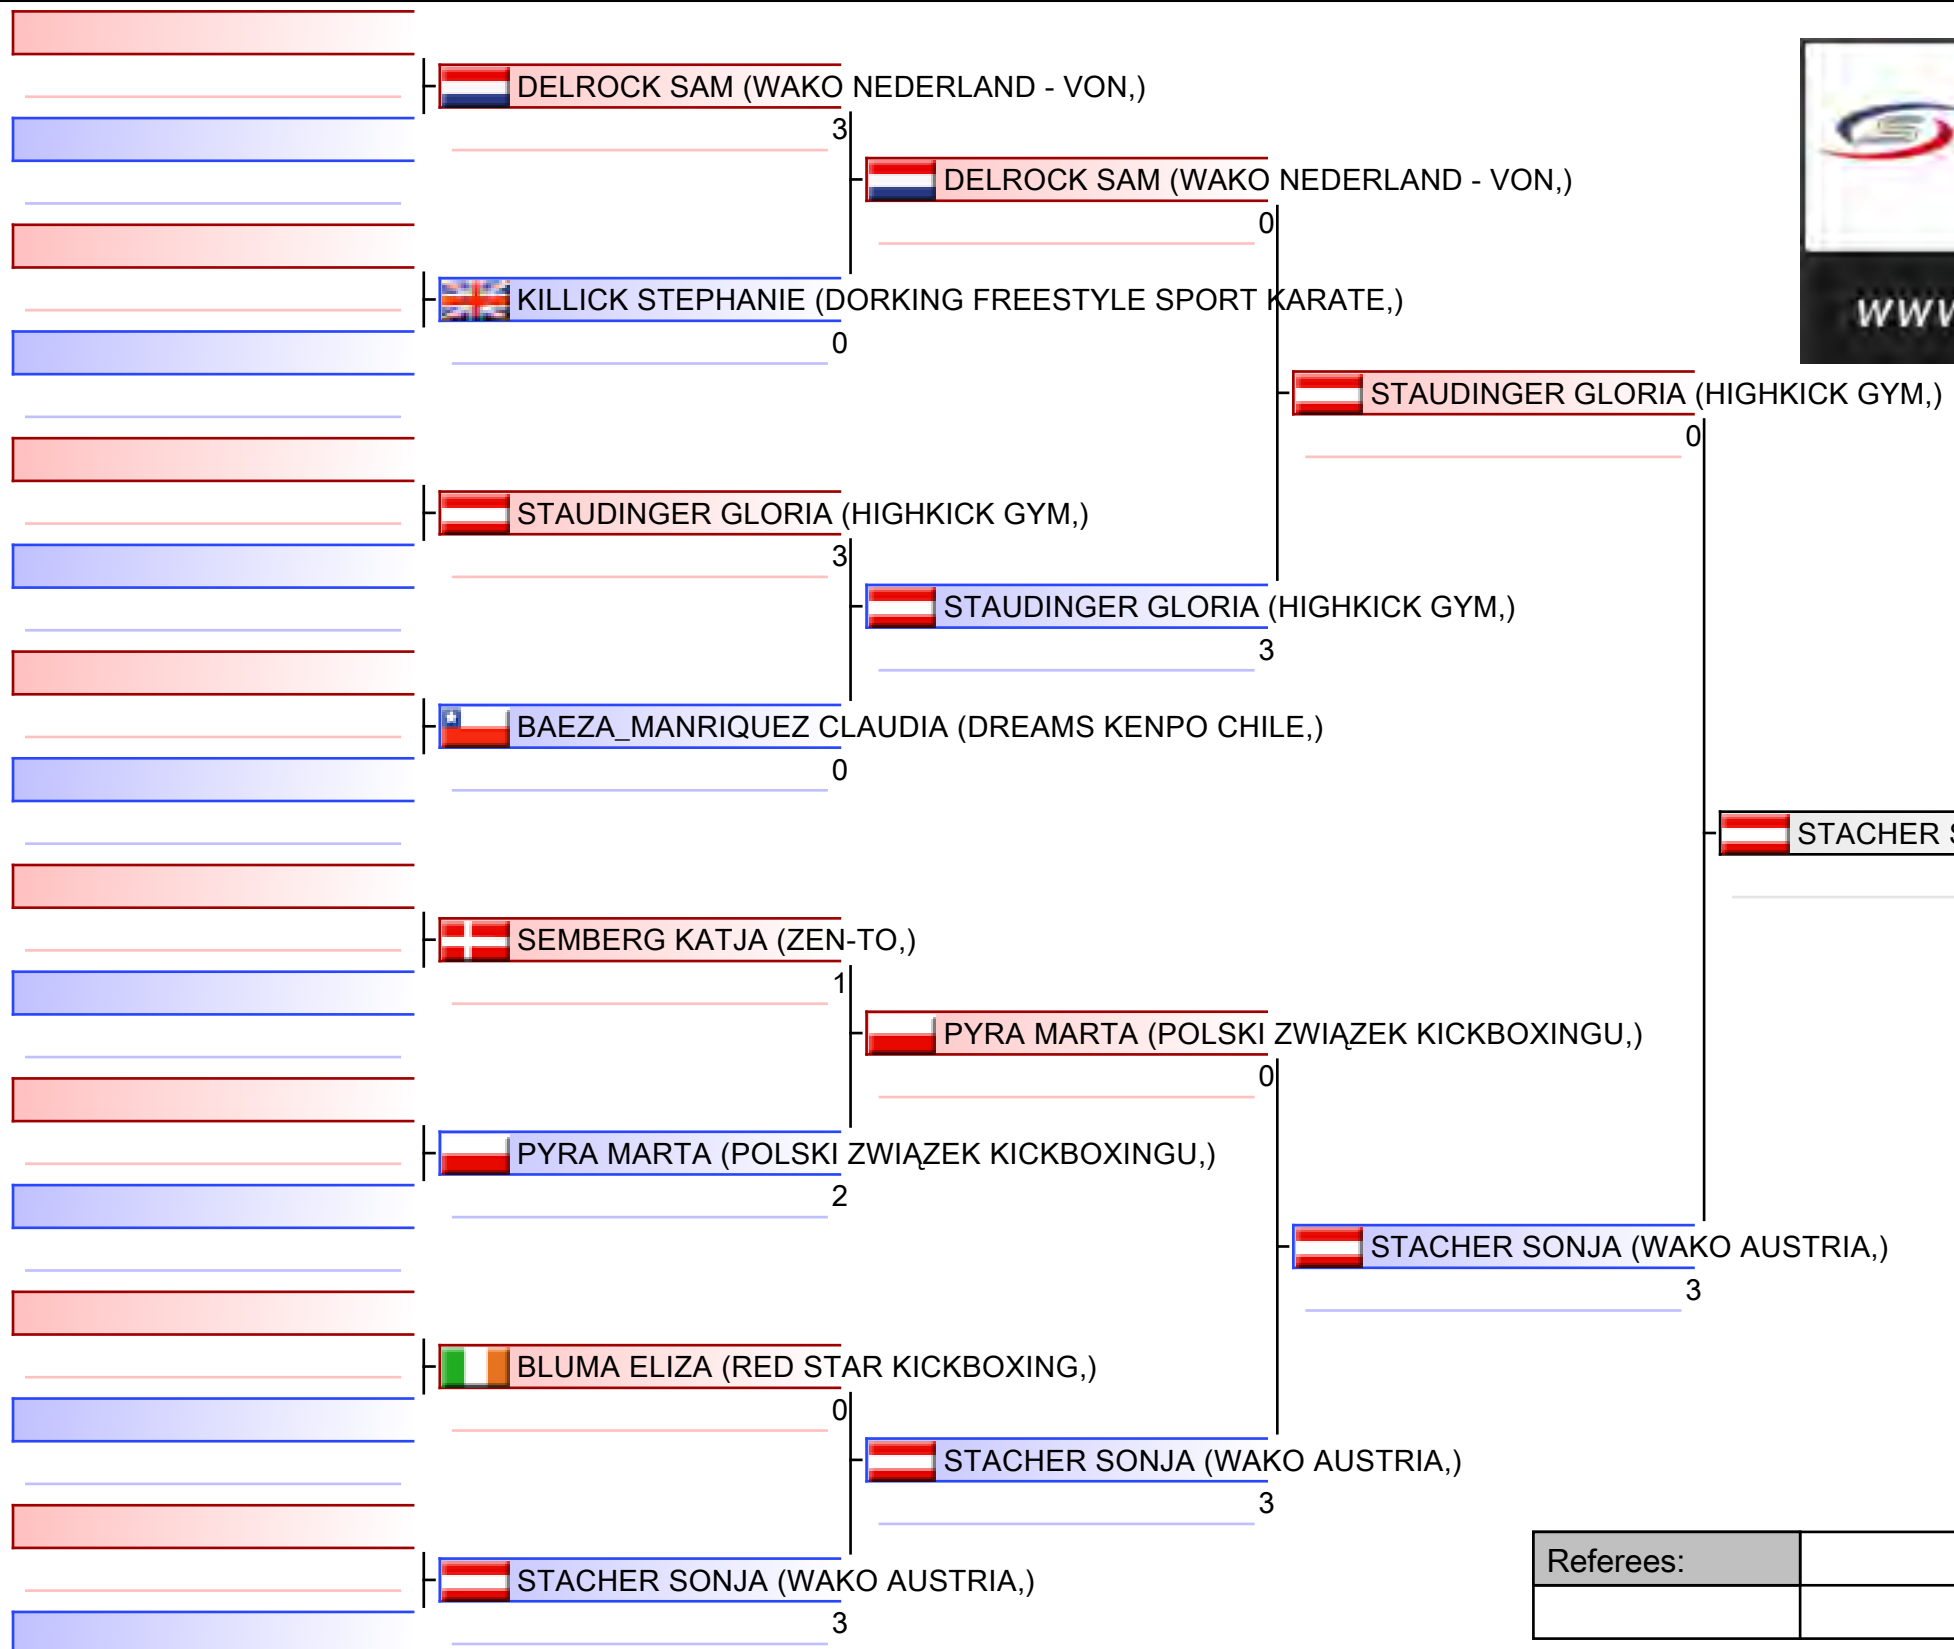 DELROCK SAM (WAKO NEDERLAND - VON,)
3
DELROCK SAM (WAKO NEDERLAND - VON,)
0
KILLICK STEPHANIE (DORKING FREESTYLE SPORT KARATE,)
0
www
STAUDINGER GLORIA (HIGHKICK GYM,)
0
STAUDINGER GLORIA (HIGHKICK GYM,)
3
STAUDINGER GLORIA (HIGHKICK GYM,)
3
BAEZA_MANRIQUEZ CLAUDIA (DREAMS KENPO CHILE,)
0
STACHER S
SEMBERG KATJA (ZEN-TO,)
1
PYRA MARTA (POLSKI ZWIĄZEK KICKBOXINGU,)
0
PYRA MARTA (POLSKI ZWIĄZEK KICKBOXINGU,)
2
STACHER SONJA (WAKO AUSTRIA,)
3
BLUMA ELIZA (RED STAR KICKBOXING,)
0
STACHER SONJA (WAKO AUSTRIA,)
3
Referees:
STACHER SONJA (WAKO AUSTRIA,)
3